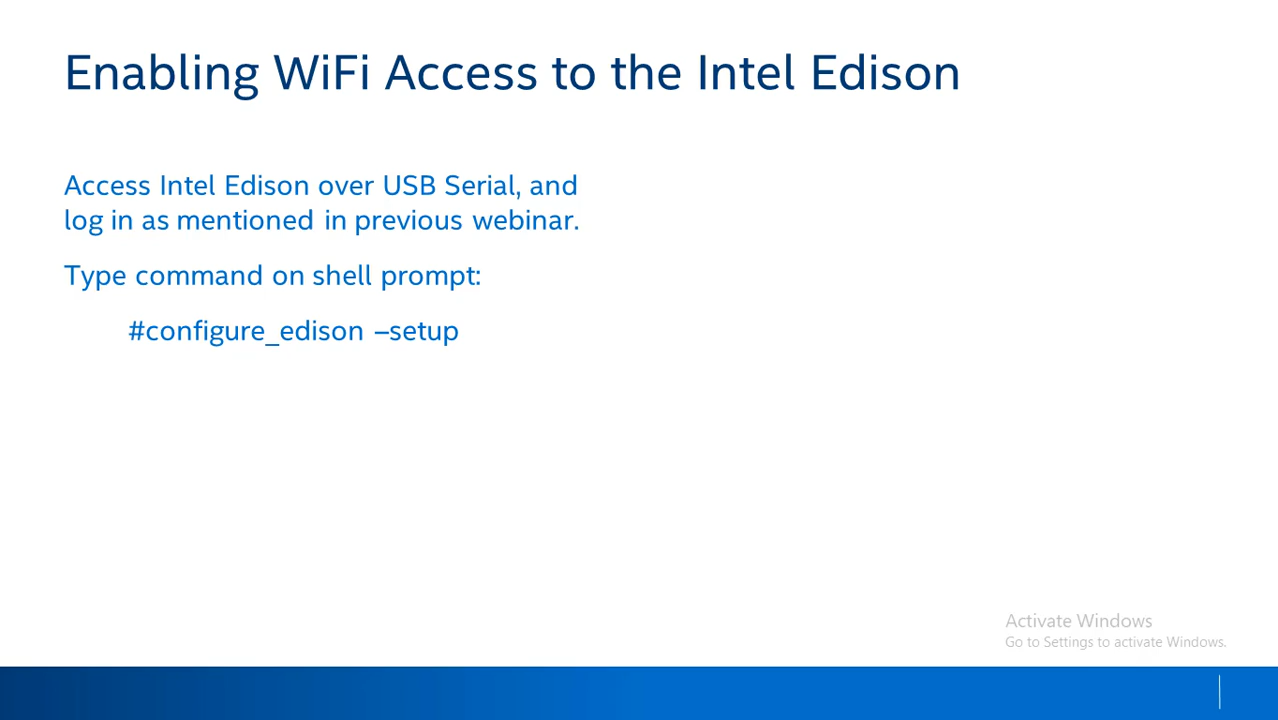 Enabling WiFi Access to the Intel Edison
Access Intel Edison over USB Serial, and
log in as mentioned in previous webinar.
Type command on shell prompt:
#configure_edison –setup
Activate Windows
Go to Settings to activate Windows.